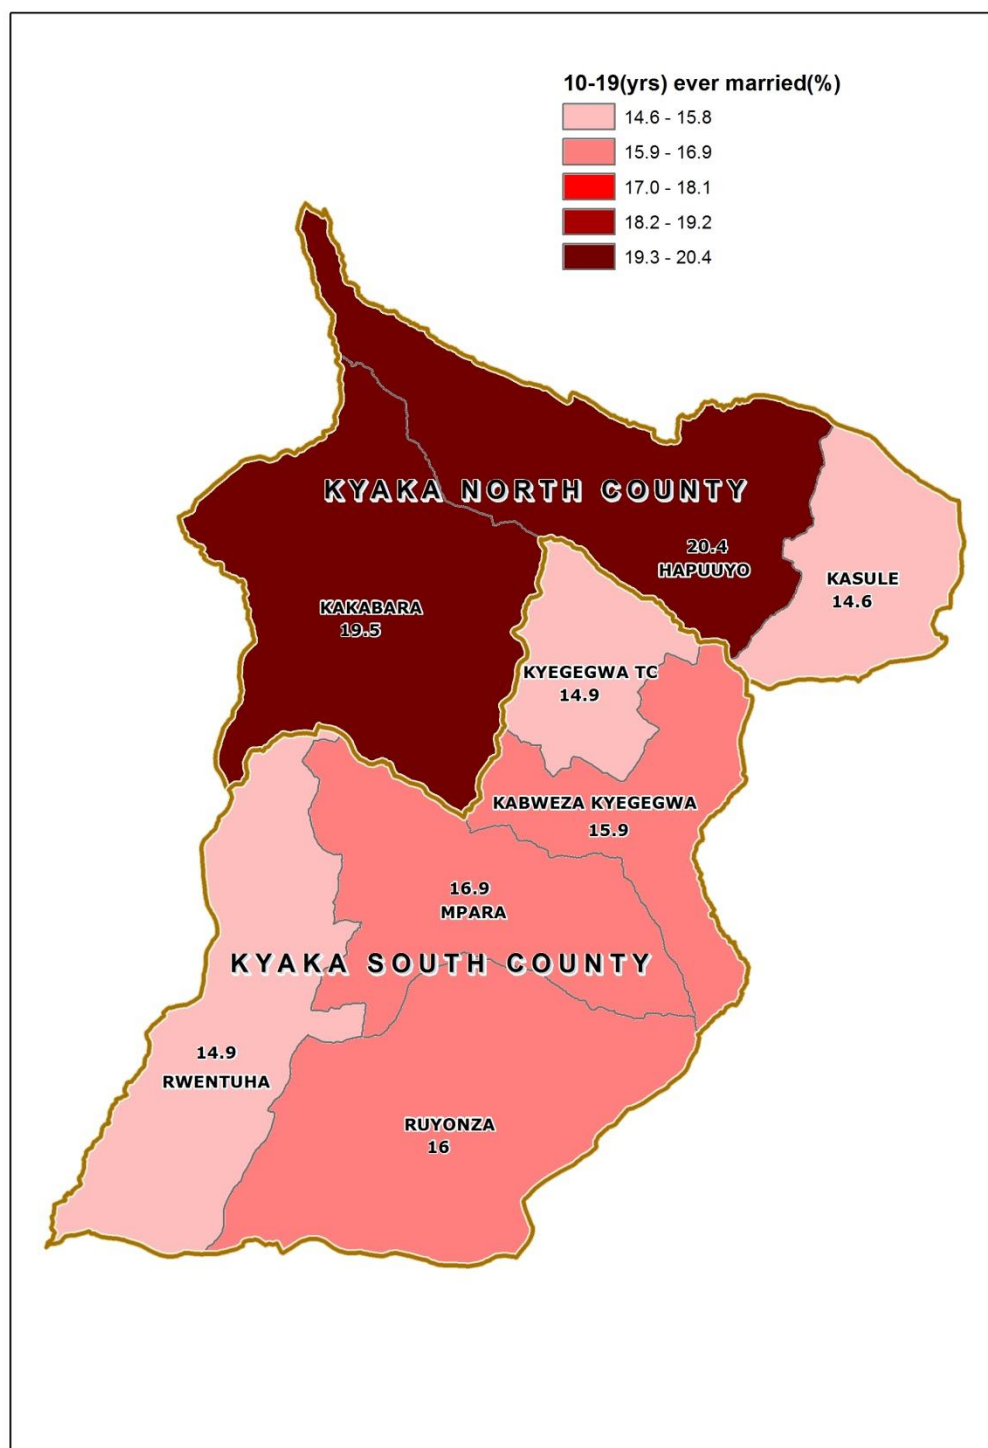 10-19(yrs) ever married(%)
14.6 - 15.8
15.9 - 16.9
17.0 - 18.1
18.2 - 19.2
19.3 - 20.4
KYAKA NORTH COUNTY
20.4
HAPUUYO
KASULE
14.6
KAKABARA
19.5
KYEGEGWA TC
14.9
KABWEZA KYEGEGWA
15.9
16.9
MPARA
KYAKA SOUTH COUNTY
14.9
RWENTUHA
RUYONZA
16